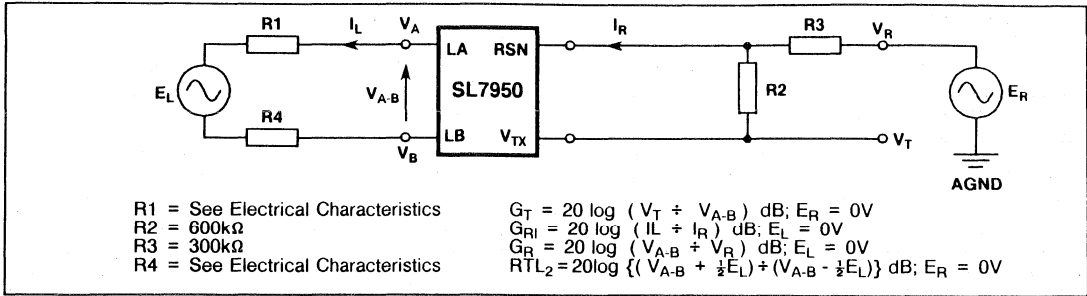 R1 I_L V_A I_R R3 V_R
LA RSN
E_L V_A-B SL7950 R2 E_R
R4 LB V_TX V_T
V_B
AGND
R1 = See Electrical Characteristics
R2 = 600kΩ
R3 = 300kΩ
R4 = See Electrical Characteristics
G_T = 20 log ( V_T ÷ V_A-B ) dB; E_R = 0V
G_RI = 20 log ( IL ÷ I_R ) dB; E_L = 0V
G_R = 20 log ( V_A-B ÷ V_R ) dB; E_L = 0V
RTL_2 = 20log {( V_A-B + ½E_L) ÷ (V_A-B - ½E_L)} dB; E_R = 0V